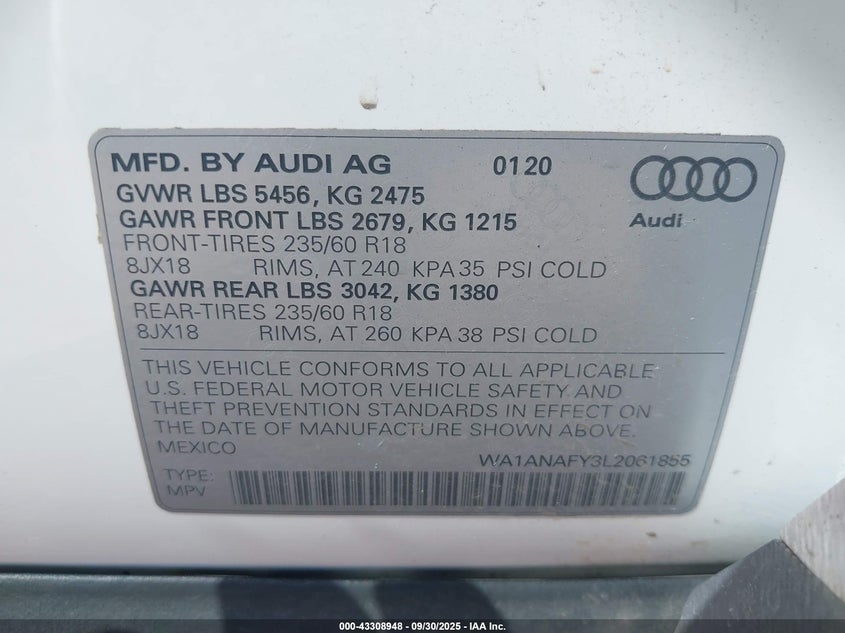 MFD. BY AUDI AG 0120
GVWR LBS 5456, KG 2475
GAWR FRONT LBS 2679, KG 1215
Audi
FRONT-TIRES 235/60 R18
8JX18 RIMS, AT 240 KPA 35 PSI COLD
GAWR REAR LBS 3042, KG 1380
REAR-TIRES 235/60 R18
8JX18 RIMS, AT 260 KPA 38 PSI COLD
THIS VEHICLE CONFORMS TO ALL APPLICABLE
U.S. FEDERAL MOTOR VEHICLE SAFETY AND
THEFT PREVENTION STANDARDS IN EFFECT ON
THE DATE OF MANUFACTURE SHOWN ABOVE.
MEXICO
WA1ANAFY3L2061855
TYPE:
MPV
000-43308948 - 09/30/2025 - IAA Inc.